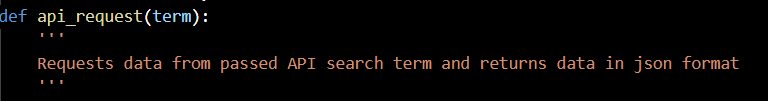 def api_request(term):
'''
Requests data from passed API search term and returns data in json format
'''